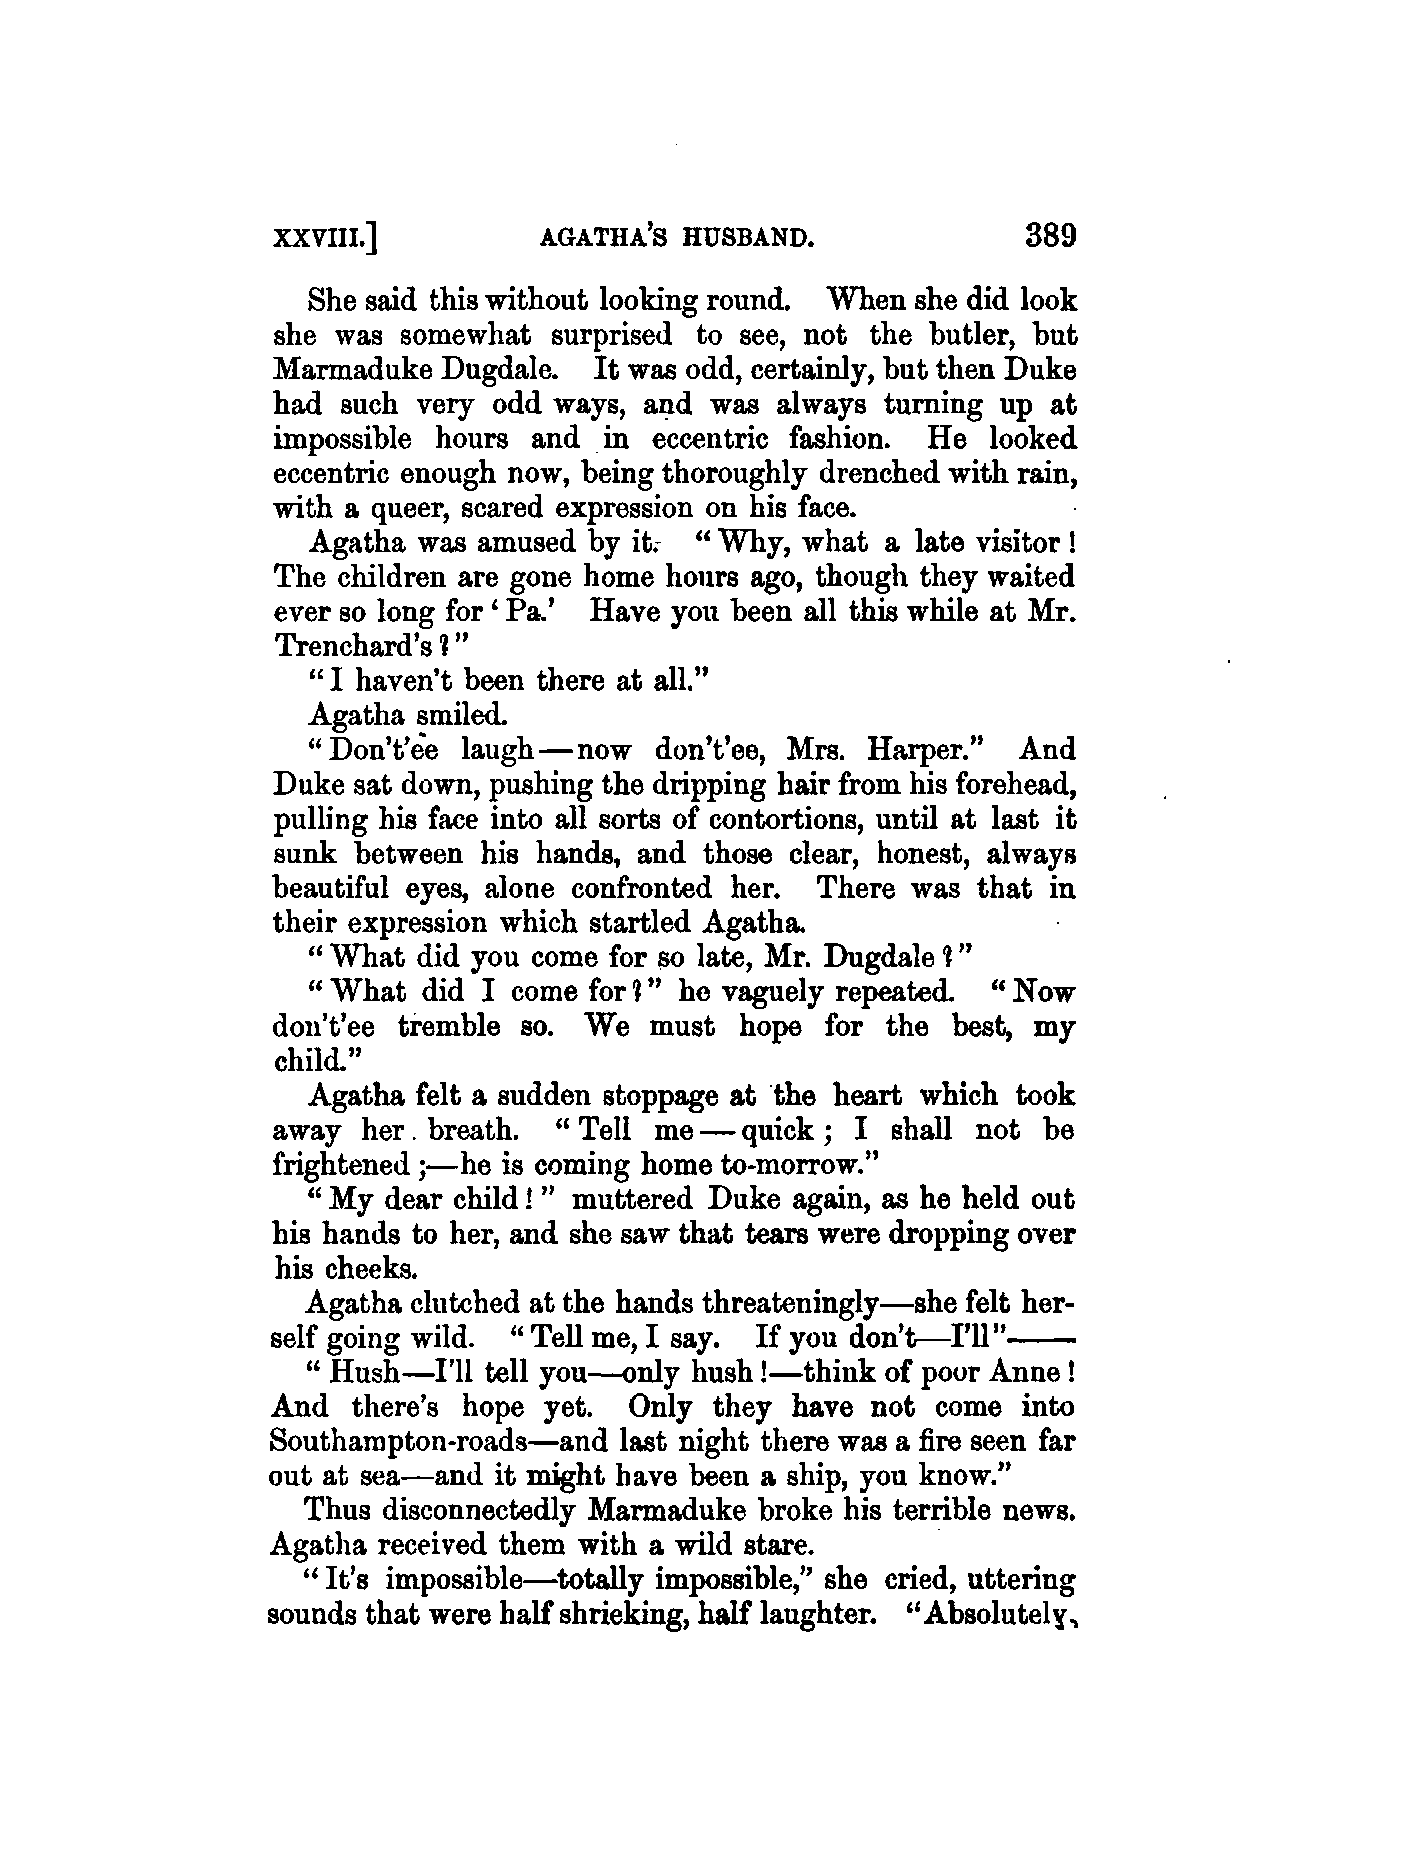 XXVIII.] AGATHA'S HUSBAND. 389
She said this without looking round. When she did look
she was somewhat surprised to see, not the butler, but
Marmaduke Dugdale. It was odd, certainly, but then Duke
had such very odd ways, and was always turning up at
impossible hours and in eccentric fashion. He looked
eccentric enough now, being thoroughly drenched with rain,
with a queer, scared expression on his face.
Agatha was amused by it. “Why, what a late visitor!
The children are gone home hours ago, though they waited
ever so long for ‘Pa.’ Have you been all this while at Mr.
Trenchard's?”
“I haven't been there at all.”
Agatha smiled.
“Don't'ee laugh—now don't'ee, Mrs. Harper.” And
Duke sat down, pushing the dripping hair from his forehead,
pulling his face into all sorts of contortions, until at last it
sunk between his hands, and those clear, honest, always
beautiful eyes, alone confronted her. There was that in
their expression which startled Agatha.
“What did you come for so late, Mr. Dugdale?”
“What did I come for?” he vaguely repeated. “Now
don't'ee tremble so. We must hope for the best, my
child.”
Agatha felt a sudden stoppage at the heart which took
away her breath. “Tell me—quick; I shall not be
frightened;—he is coming home to-morrow.”
“My dear child!” muttered Duke again, as he held out
his hands to her, and she saw that tears were dropping over
his cheeks.
Agatha clutched at the hands threateningly—she felt her-
self going wild. “Tell me, I say. If you don't—I'll”——
“Hush—I'll tell you—only hush!—think of poor Anne!
And there's hope yet. Only they have not come into
Southampton-roads—and last night there was a fire seen far
out at sea—and it might have been a ship, you know.”
Thus disconnectedly Marmaduke broke his terrible news.
Agatha received them with a wild stare.
“It's impossible—totally impossible,” she cried, uttering
sounds that were half shrieking, half laughter. “Absolutely,